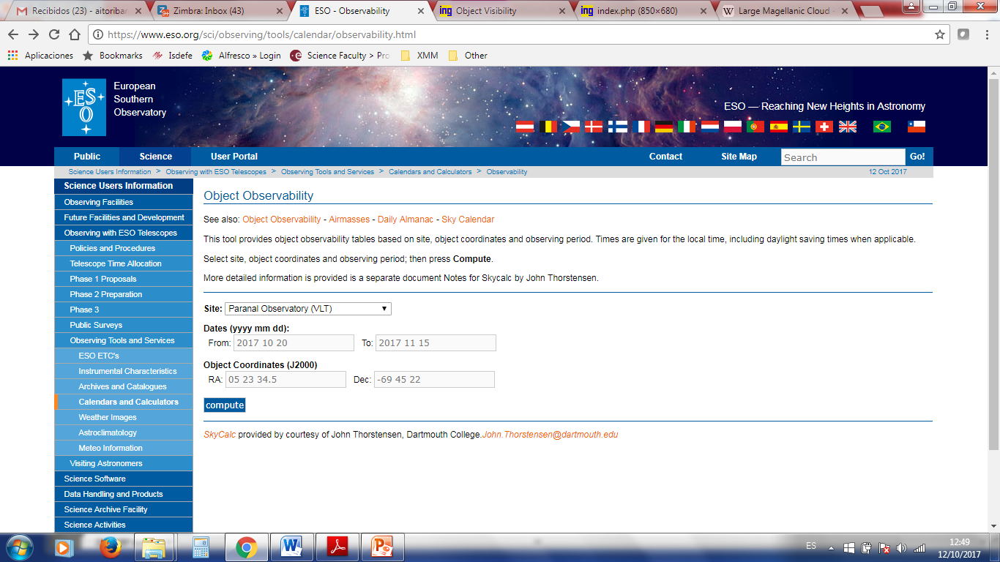 Recibidos (23) - aitoribar
Zimbra: Inbox (43)
ESO - Observability
Object Visibility
index.php (850×680)
Large Magellanic Cloud -
https://www.eso.org/sci/observing/tools/calendar/observability.html
Aplicaciones Bookmarks Isdefe Alfresco » Login Science Faculty > Pro XMM Other
ES
O
European
Southern
Observatory
ESO — Reaching New Heights in Astronomy
Public Science User Portal Contact Site Map Search Go!
Science Users Information > Observing with ESO Telescopes > Observing Tools and Services > Calendars and Calculators > Observability 12 Oct 2017
Science Users Information
Observing Facilities
Future Facilities and Development
Observing with ESO Telescopes
Policies and Procedures
Telescope Time Allocation
Phase 1 Proposals
Phase 2 Preparation
Phase 3
Public Surveys
Observing Tools and Services
ESO ETC's
Instrumental Characteristics
Archives and Catalogues
Calendars and Calculators
Weather Images
Astroclimatology
Meteo Information
Visiting Astronomers
Science Software
Data Handling and Products
Science Archive Facility
Science Activities
Object Observability
See also: Object Observability - Airmasses - Daily Almanac - Sky Calendar
This tool provides object observability tables based on site, object coordinates and observing period. Times are given for the local time, including daylight saving times when applicable.
Select site, object coordinates and observing period; then press Compute.
More detailed information is provided is a separate document Notes for Skycalc by John Thorstensen.
Site: Paranal Observatory (VLT)
Dates (yyyy mm dd):
From: 2017 10 20 To: 2017 11 15
Object Coordinates (J2000)
RA: 05 23 34.5 Dec: -69 45 22
compute
SkyCalc provided by courtesy of John Thorstensen, Dartmouth College.John.Thorstensen@dartmouth.edu
ES
12:49
12/10/2017